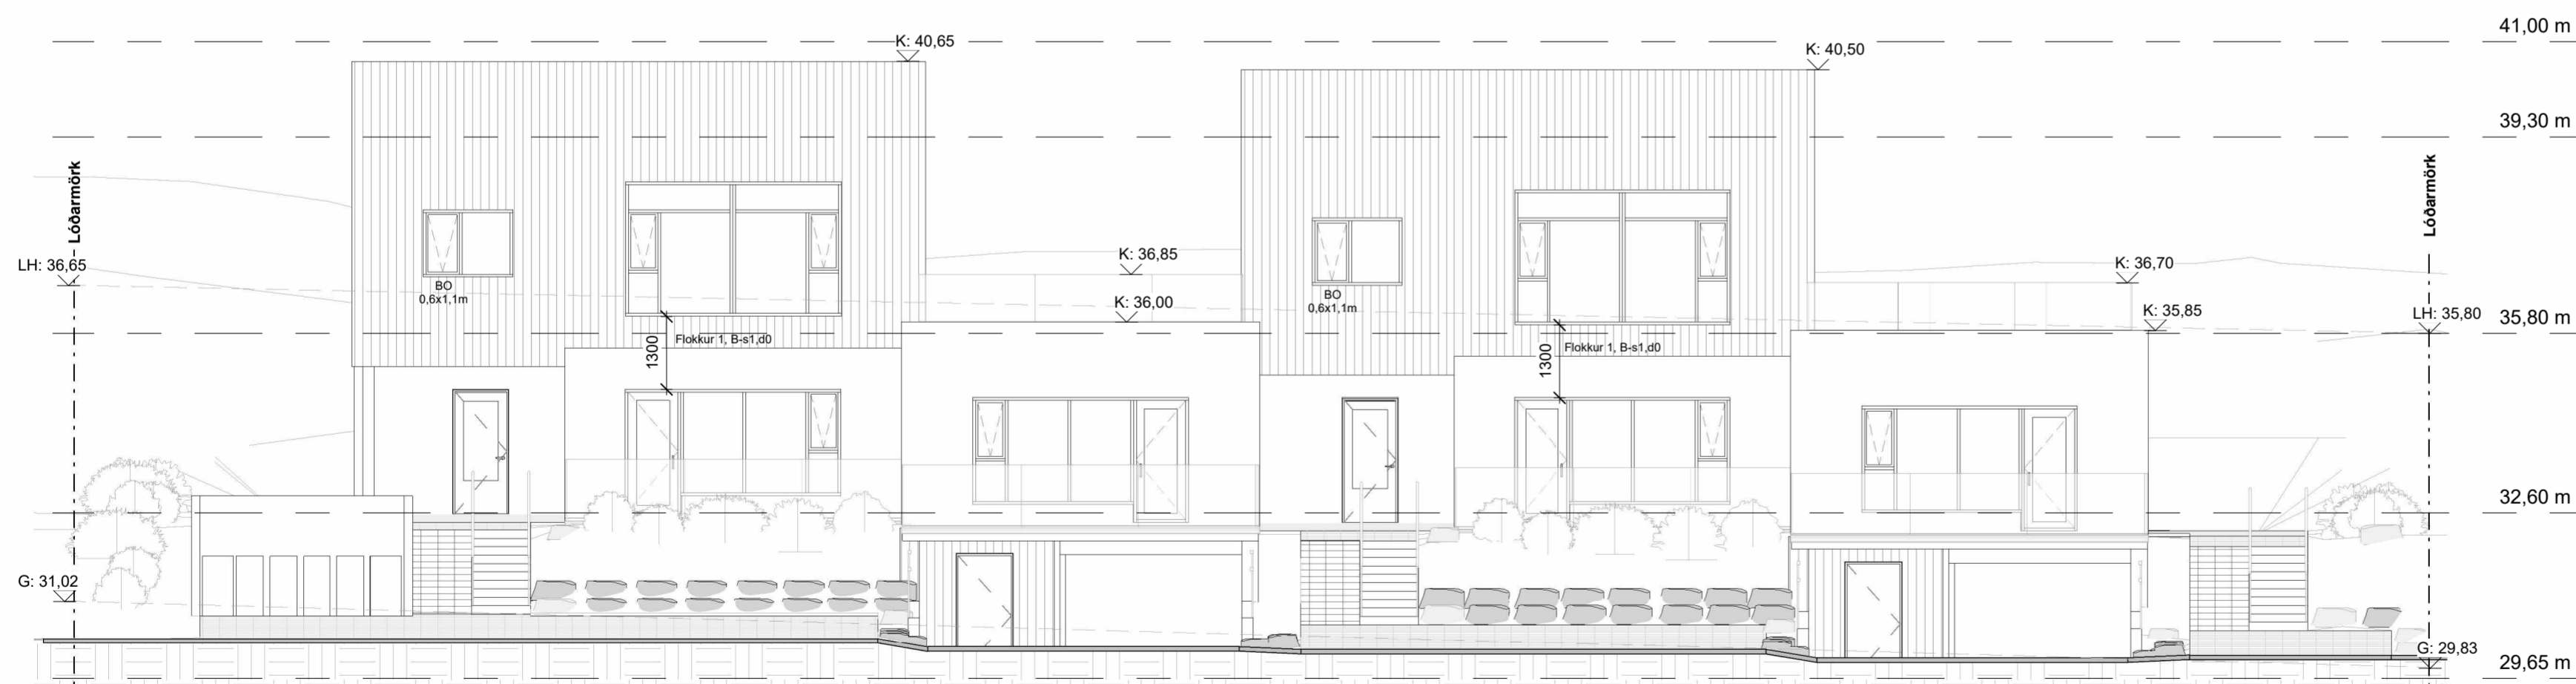 41,00 m
K: 40,65
K: 40,50
39,30 m
Lóðarmörk
Lóðarmörk
LH: 36,65
K: 36,85
K: 36,70
BO
0,6x1,1m
BO
0,6x1,1m
K: 36,00
K: 35,85
LH: 35,80
35,80 m
1300
Flokkur 1, B-s1,d0
1300
Flokkur 1, B-s1,d0
32,60 m
G: 31,02
G: 29,83
29,65 m